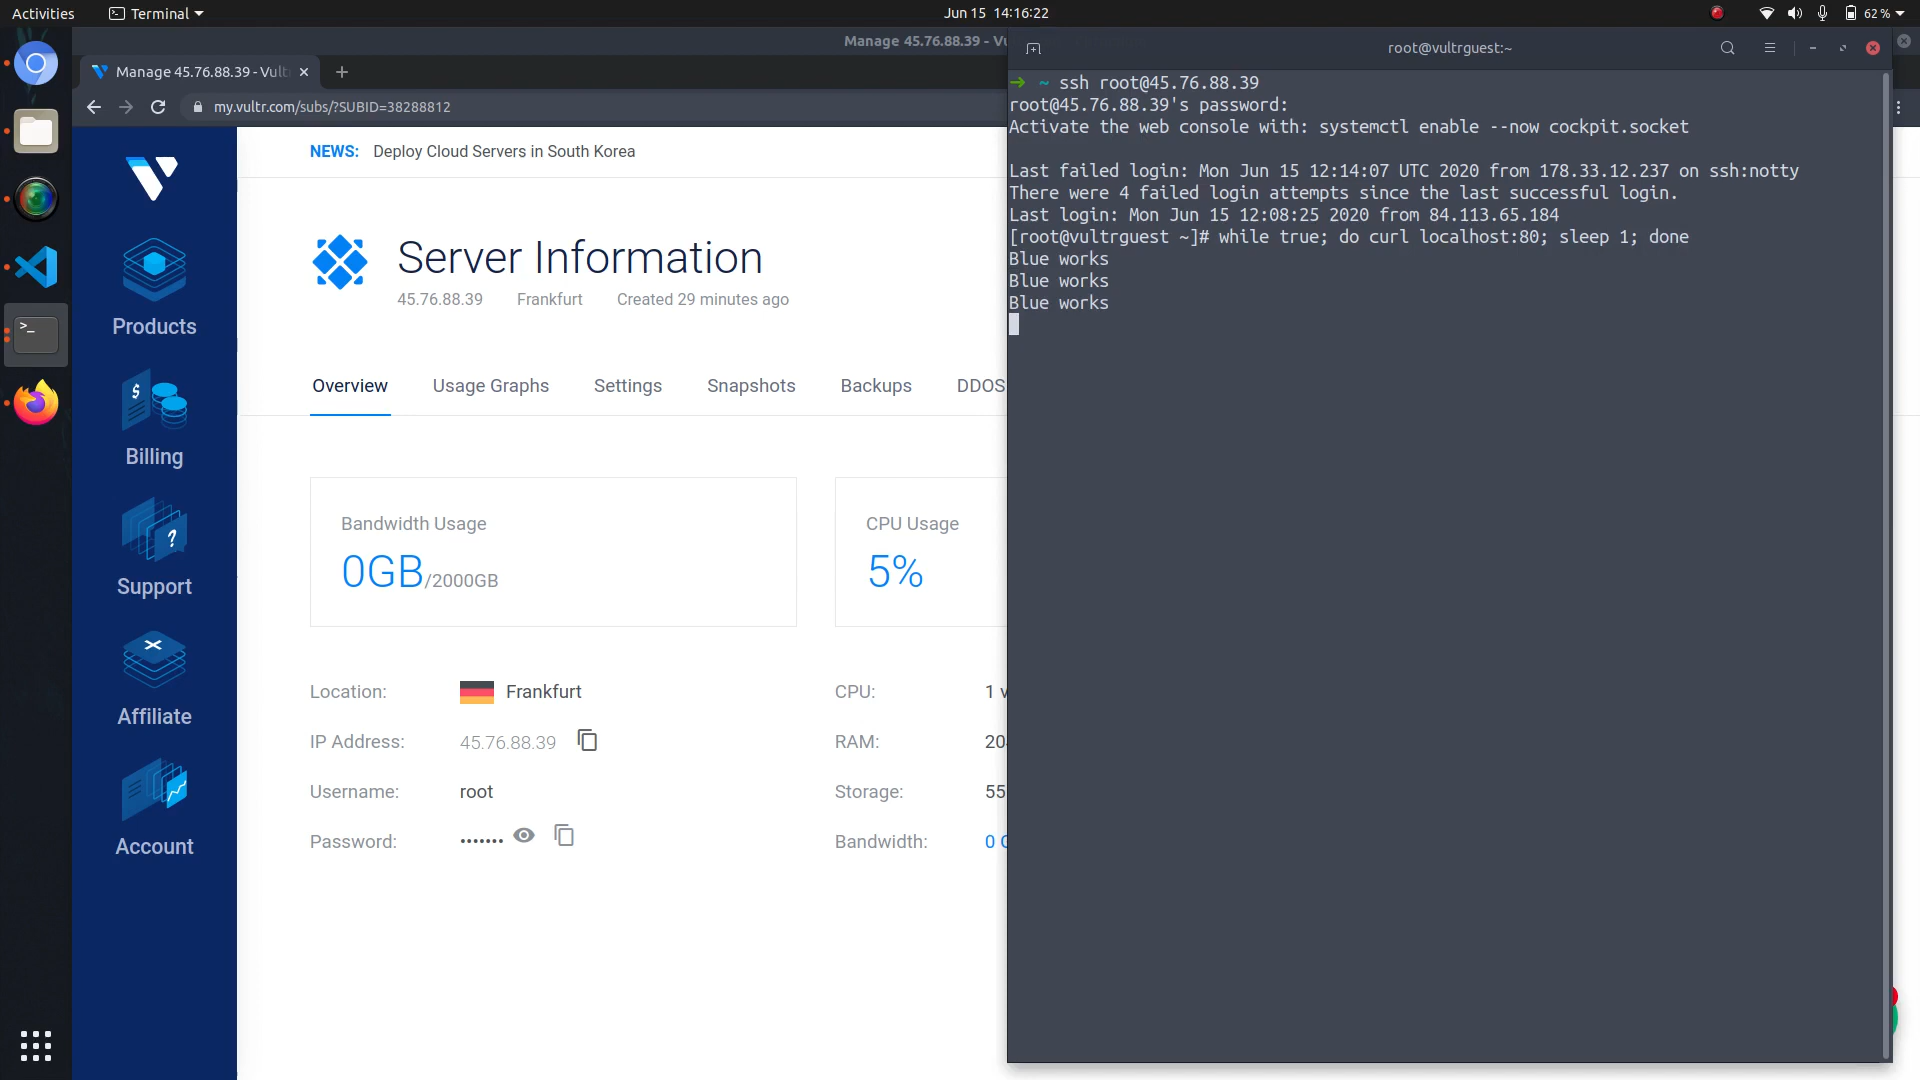 Activities
Terminal
Jun 15 14:16:22
62 %
Manage 45.76.88.39 - Vu
Manage 45.76.88.39 - Vult
my.vultr.com/subs/?SUBID=38288812
Products
Billing
Support
Affiliate
Account
NEWS: Deploy Cloud Servers in South Korea
Server Information
45.76.88.39 Frankfurt Created 29 minutes ago
Overview Usage Graphs Settings Snapshots Backups DDOS
Bandwidth Usage
0GB/2000GB
CPU Usage
5%
Location: Frankfurt
IP Address: 45.76.88.39
Username: root
Password: •••••••
CPU: 1 v
RAM: 20
Storage: 55
Bandwidth: 0
root@vultrguest:~
➜ ~ ssh root@45.76.88.39
root@45.76.88.39's password:
Activate the web console with: systemctl enable --now cockpit.socket
Last failed login: Mon Jun 15 12:14:07 UTC 2020 from 178.33.12.237 on ssh:notty
There were 4 failed login attempts since the last successful login.
Last login: Mon Jun 15 12:08:25 2020 from 84.113.65.184
[root@vultrguest ~]# while true; do curl localhost:80; sleep 1; done
Blue works
Blue works
Blue works